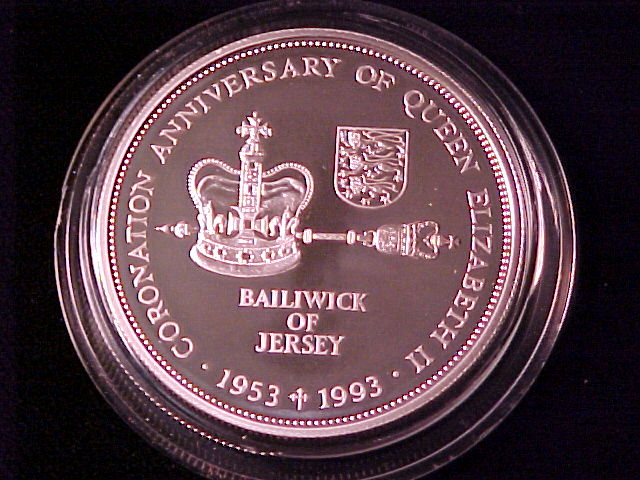 CORONATION ANNIVERSARY OF QUEEN ELIZABETH II
BAILIWICK
OF
JERSEY
· 1953 † 1993 ·